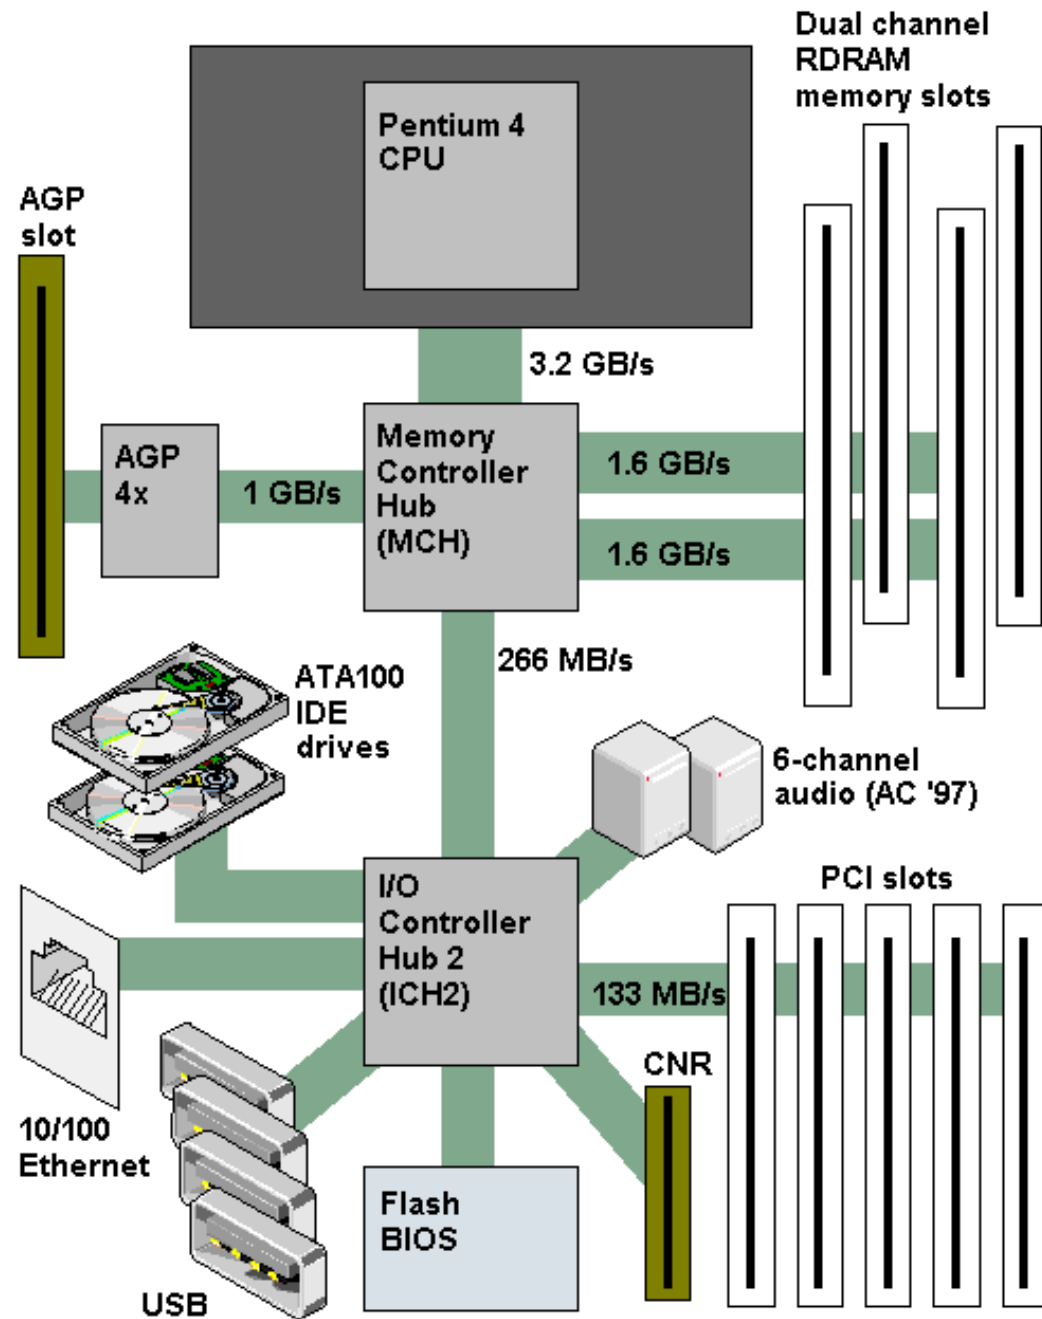 Dual channel
RDRAM
memory slots
Pentium 4
CPU
AGP
slot
3.2 GB/s
AGP
4x
1 GB/s
Memory
Controller
Hub
(MCH)
1.6 GB/s
1.6 GB/s
266 MB/s
ATA100
IDE
drives
6-channel
audio (AC '97)
I/O
Controller
Hub 2
(ICH2)
PCI slots
133 MB/s
CNR
10/100
Ethernet
Flash
BIOS
USB